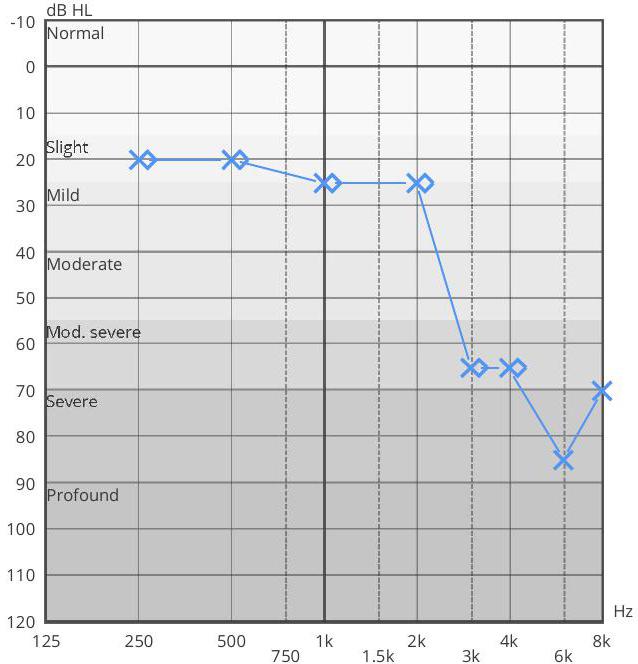 dB HL
-10
Normal
0
10
Slight
20
Mild
30
40
Moderate
50
Mod. severe
60
70
Severe
80
90
Profound
100
110
120
Hz
125 250 500 1k 2k 4k 8k
750 1.5k 3k 6k